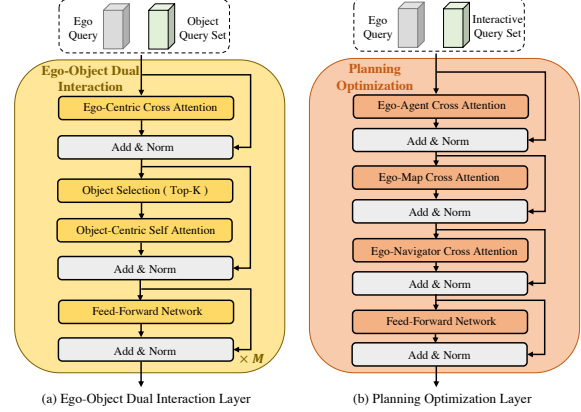 Ego
Query
Object
Query Set
Ego-Object Dual
Interaction
Ego-Centric Cross Attention
Add & Norm
Object Selection ( Top-K )
Object-Centric Self Attention
Add & Norm
Feed-Forward Network
Add & Norm
× M
(a) Ego-Object Dual Interaction Layer
Ego
Query
Interactive
Query Set
Planning
Optimization
Ego-Agent Cross Attention
Add & Norm
Ego-Map Cross Attention
Add & Norm
Ego-Navigator Cross Attention
Add & Norm
Feed-Forward Network
Add & Norm
(b) Planning Optimization Layer